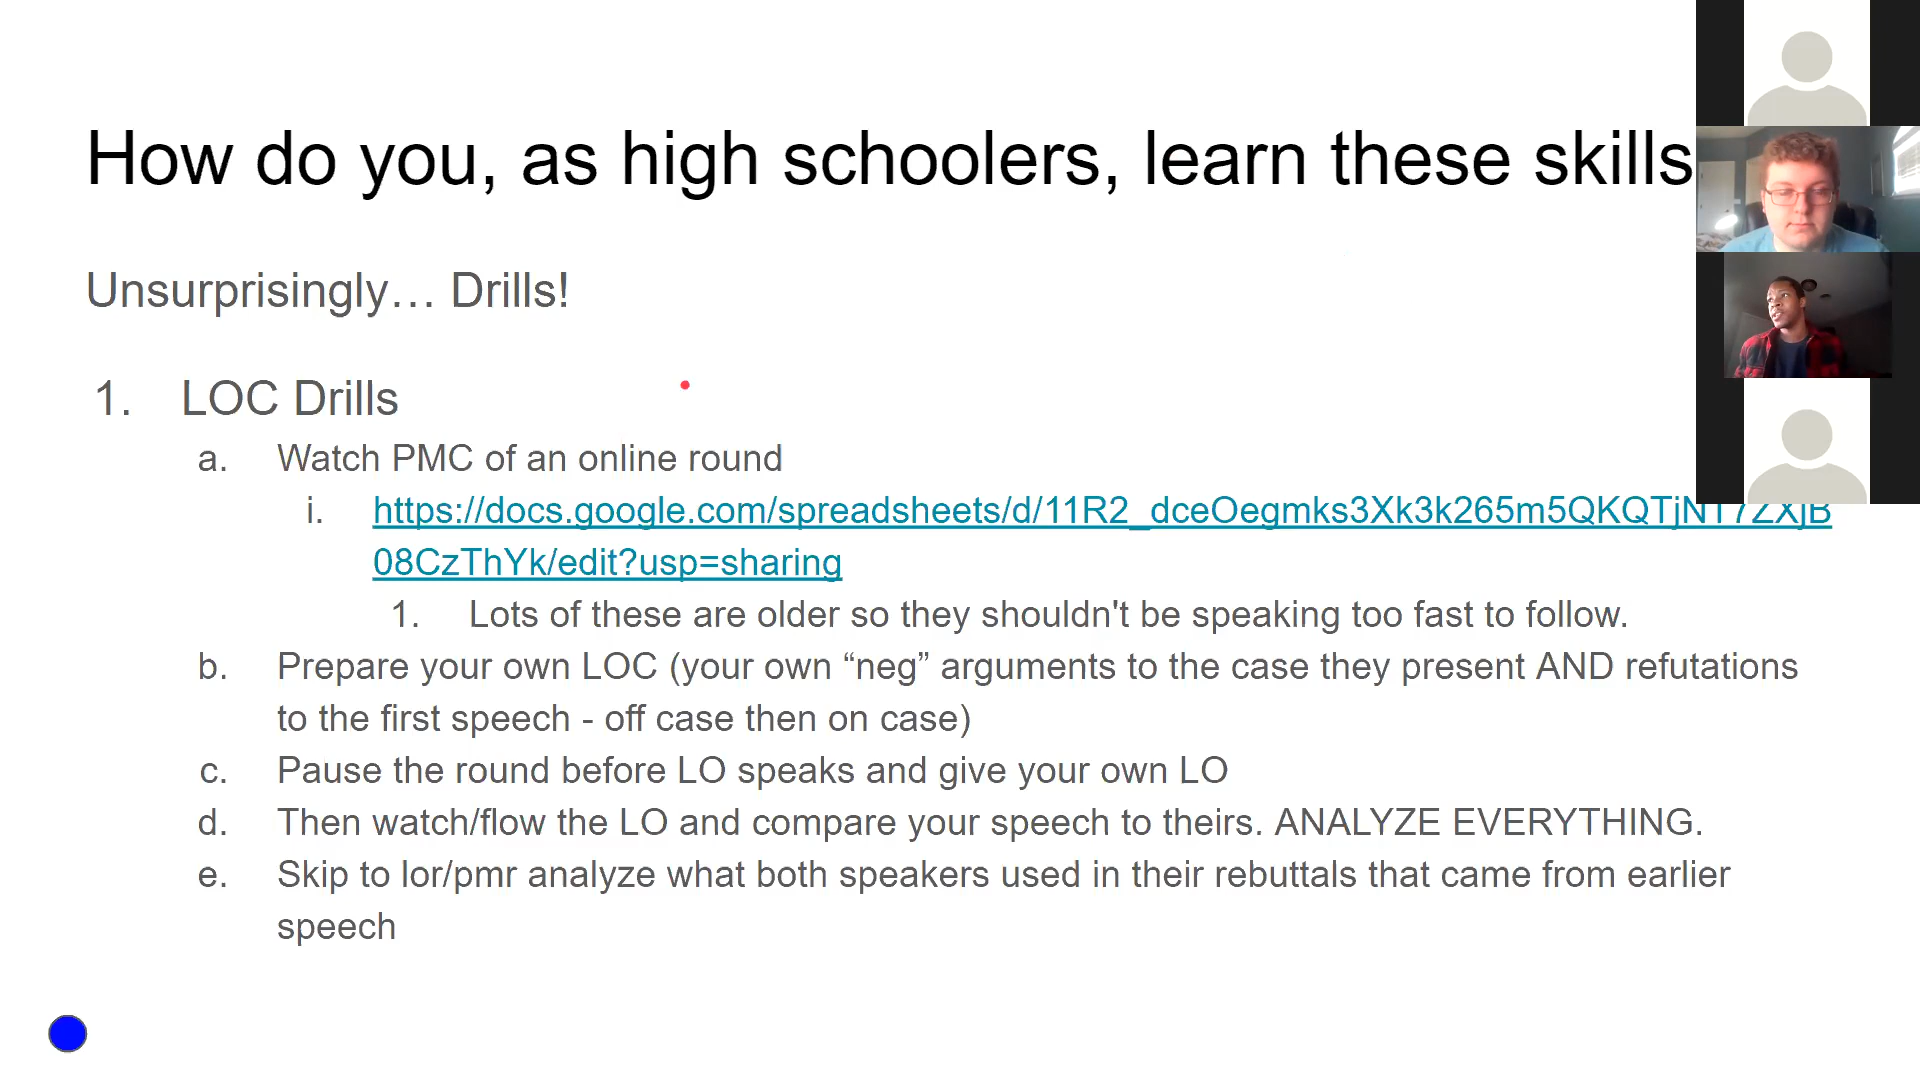 How do you, as high schoolers, learn these skills
Unsurprisingly… Drills!
1. LOC Drills
a. Watch PMC of an online round
i. https://docs.google.com/spreadsheets/d/11R2_dceOegmks3Xk3k265m5QKQTjNT7ZXjB
08CzThYk/edit?usp=sharing
1. Lots of these are older so they shouldn't be speaking too fast to follow.
b. Prepare your own LOC (your own “neg” arguments to the case they present AND refutations
to the first speech - off case then on case)
c. Pause the round before LO speaks and give your own LO
d. Then watch/flow the LO and compare your speech to theirs. ANALYZE EVERYTHING.
e. Skip to lor/pmr analyze what both speakers used in their rebuttals that came from earlier
speech